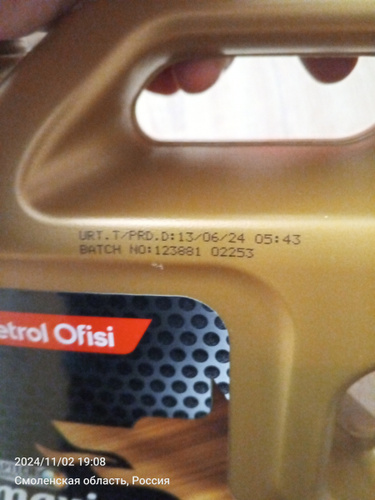 URT.T/PRD.D:13/06/24 05:43
BATCH NO:123881 02253
etrol Ofisi
2024/11/02 19:08
Смоленская область, Россия